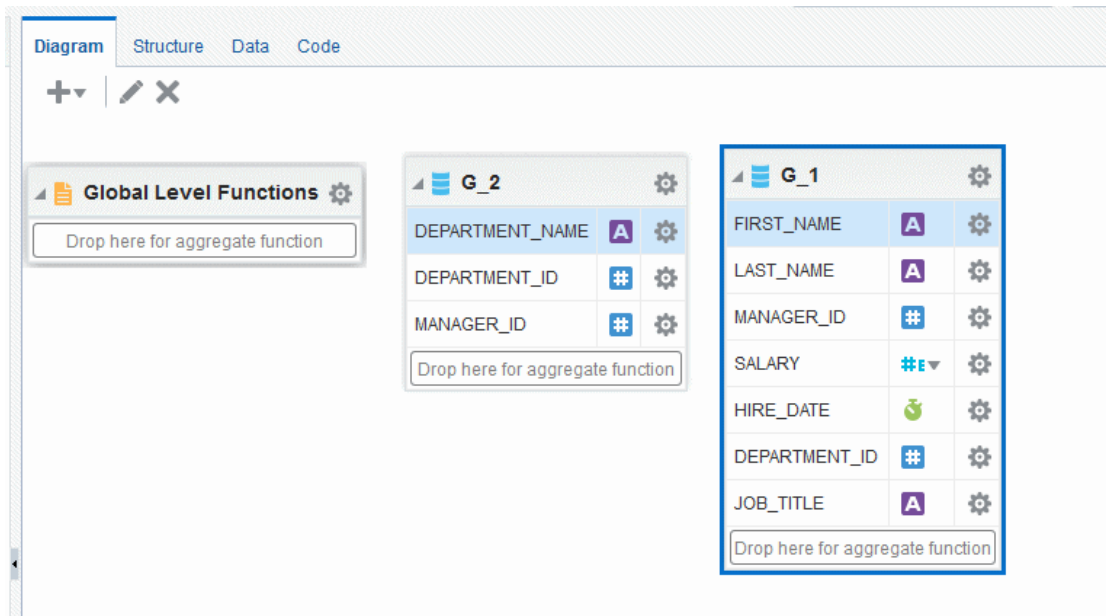 Diagram Structure Data Code
Global Level Functions
Drop here for aggregate function
G_2
DEPARTMENT_NAME A
DEPARTMENT_ID #
MANAGER_ID #
Drop here for aggregate function
G_1
FIRST_NAME A
LAST_NAME A
MANAGER_ID #
SALARY #E
HIRE_DATE
DEPARTMENT_ID #
JOB_TITLE A
Drop here for aggregate function